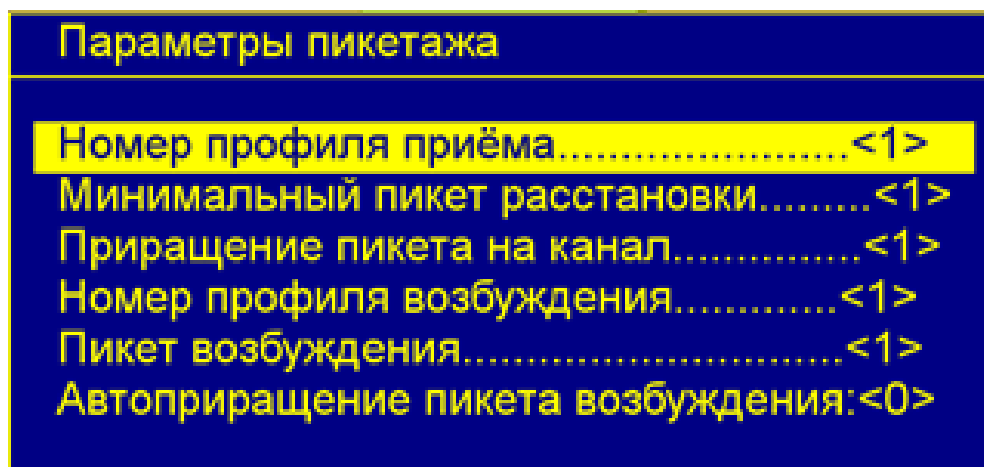 Параметры пикетажа
Номер профиля приёма.......................<1>
Минимальный пикет расстановки.........<1>
Приращение пикета на канал...............<1>
Номер профиля возбуждения.............<1>
Пикет возбуждения..............................<1>
Автоприращение пикета возбуждения:<0>